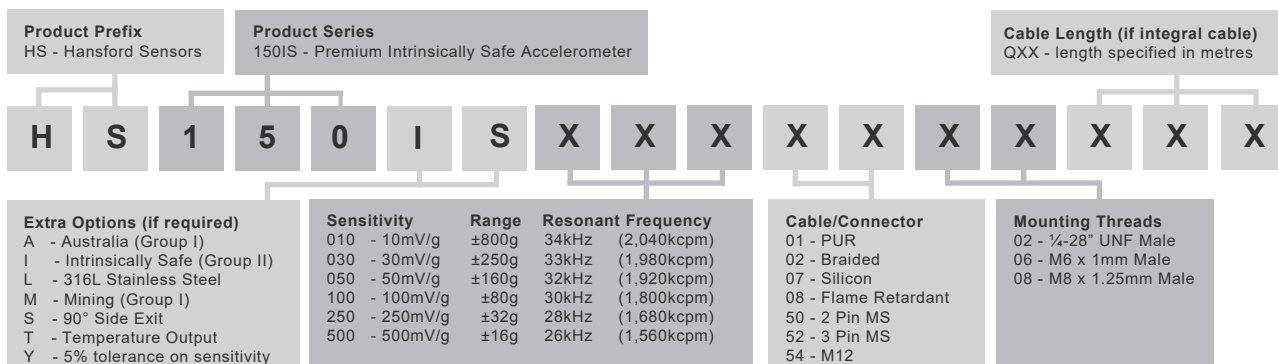 Product Prefix
HS - Hansford Sensors
Product Series
150IS - Premium Intrinsically Safe Accelerometer
Cable Length (if integral cable)
QXX - length specified in metres
H S 1 5 0 I S X X X X X X X X X X
Extra Options (if required)
A - Australia (Group I)
I - Intrinsically Safe (Group II)
L - 316L Stainless Steel
M - Mining (Group I)
S - 90° Side Exit
T - Temperature Output
Y - 5% tolerance on sensitivity
Sensitivity Range Resonant Frequency
010 - 10mV/g ±800g 34kHz (2,040kcpm)
030 - 30mV/g ±250g 33kHz (1,980kcpm)
050 - 50mV/g ±160g 32kHz (1,920kcpm)
100 - 100mV/g ±80g 30kHz (1,800kcpm)
250 - 250mV/g ±32g 28kHz (1,680kcpm)
500 - 500mV/g ±16g 26kHz (1,560kcpm)
Cable/Connector
01 - PUR
02 - Braided
07 - Silicon
08 - Flame Retardant
50 - 2 Pin MS
52 - 3 Pin MS
54 - M12
Mounting Threads
02 - ¼-28" UNF Male
06 - M6 x 1mm Male
08 - M8 x 1.25mm Male